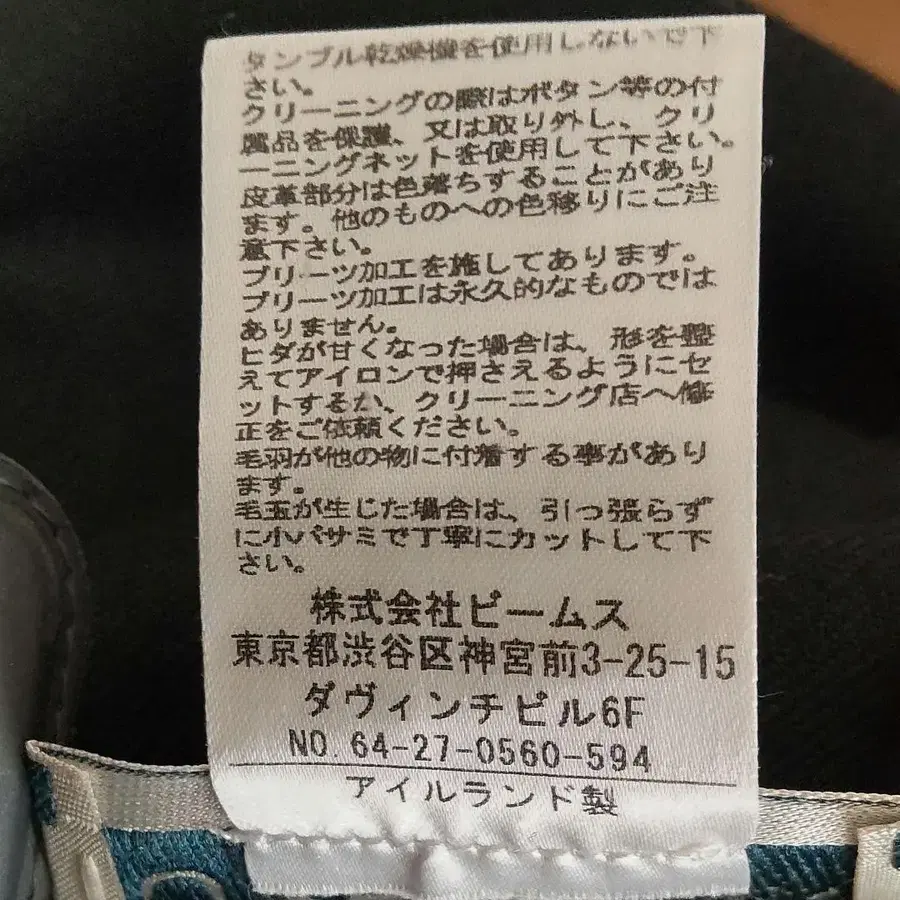 タンブル乾燥機を使用しないで下
さい。
クリーニングの際はボタン等の付
属品を保護、又は取り外し、クリ
ーニングネットを使用して下さい。
皮革部分は色落ちすることがあり
ます。他のものへの色移りにご注
意下さい。
プリーツ加工を施してあります。
プリーツ加工は永久的なものでは
ありません。
ヒダが甘くなった場合は、形を整
えてアイロンで押さえるようにセ
ットするか、クリーニング店へ修
正をご依頼ください。
毛羽が他の物に付着する事があり
ます。
毛玉が生じた場合は、引っ張らず
に小バサミで丁寧にカットして下
さい。
株式会社ビームス
東京都渋谷区神宮前3-25-15
ダヴィンチビル6F
NO. 64-27-0560-594
アイルランド製